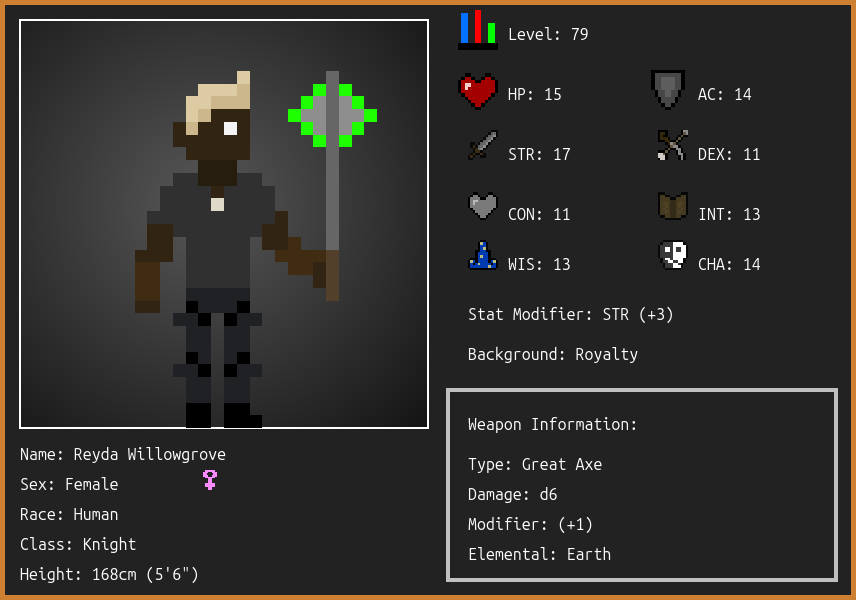 Level: 79
HP: 15
AC: 14
STR: 17
DEX: 11
CON: 11
INT: 13
WIS: 13
CHA: 14
Stat Modifier: STR (+3)
Background: Royalty
Weapon Information:
Type: Great Axe
Damage: d6
Modifier: (+1)
Elemental: Earth
Name: Reyda Willowgrove
Sex: Female
Race: Human
Class: Knight
Height: 168cm (5'6")